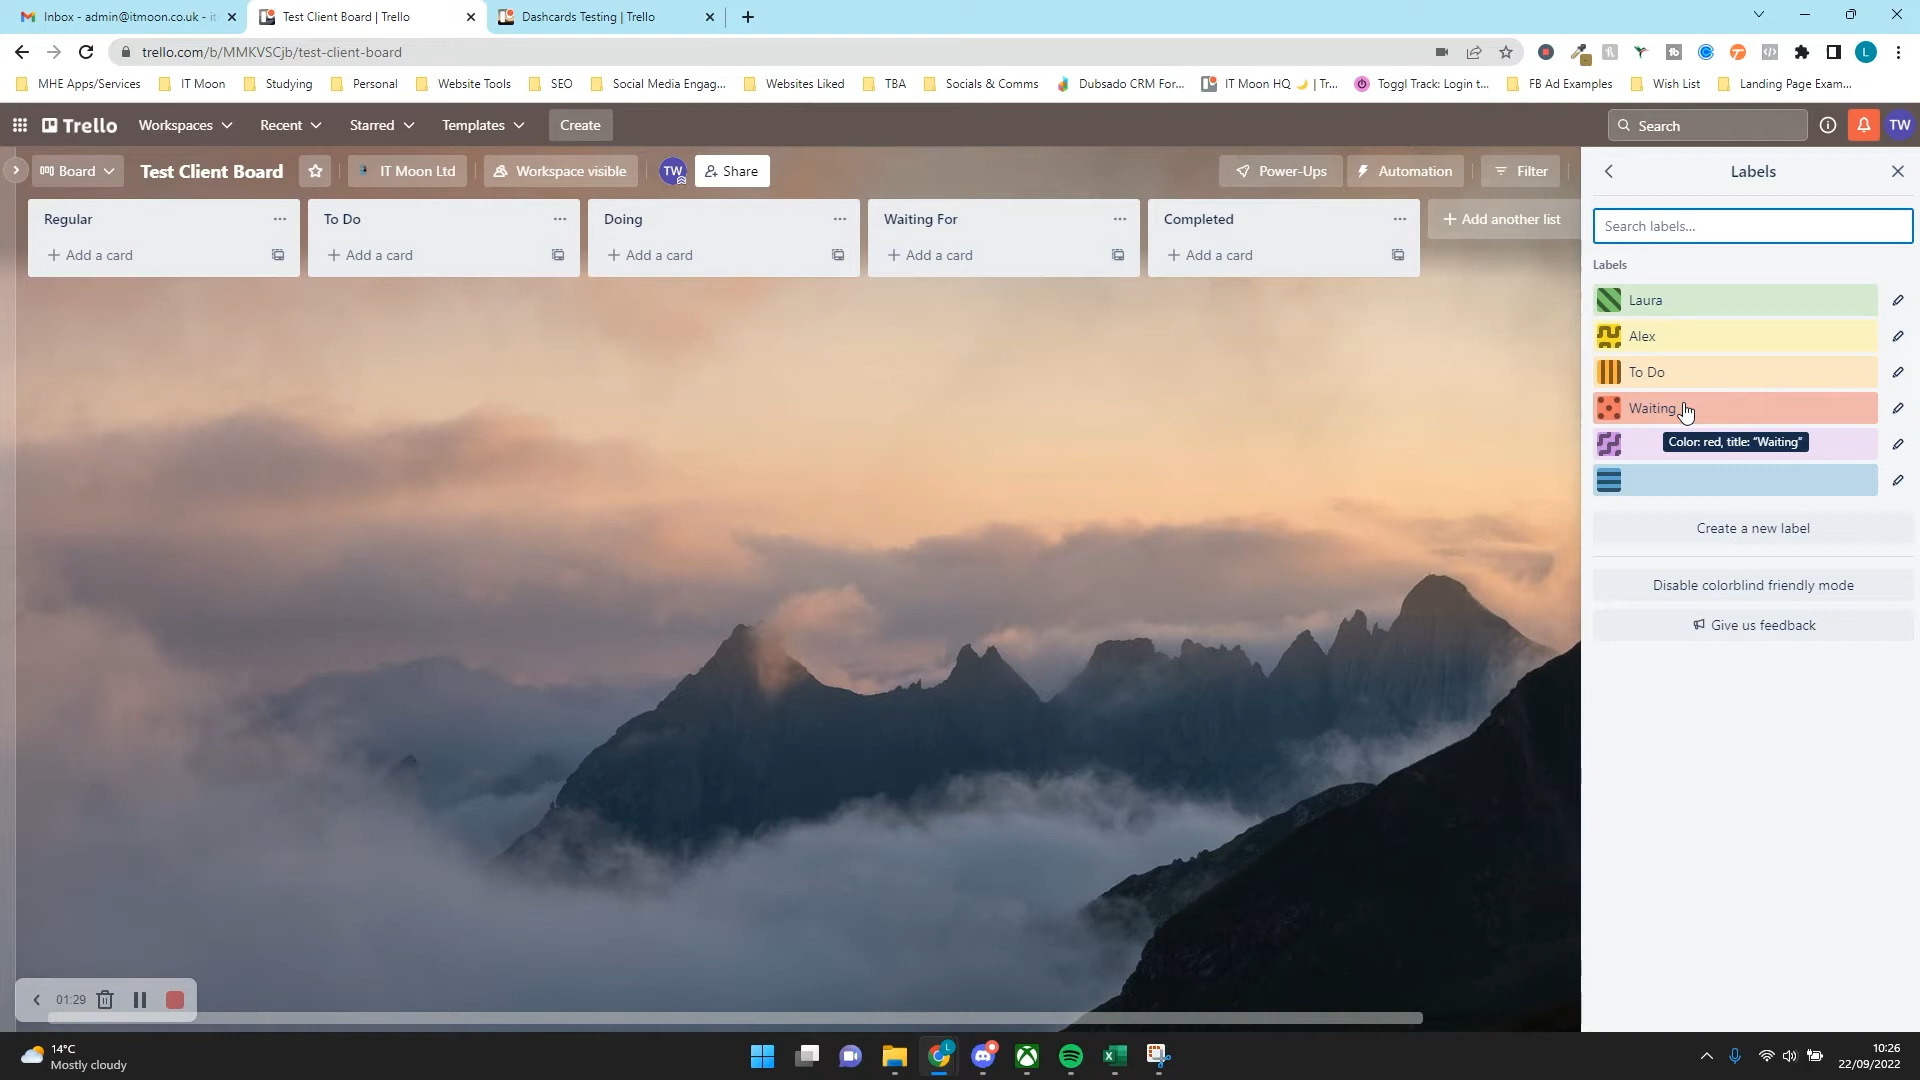 Inbox - admin@itmoon.co.uk - it
Test Client Board | Trello
Dashcards Testing | Trello
trello.com/b/MMKVSCjb/test-client-board
MHE Apps/Services
IT Moon
Studying
Personal
Website Tools
SEO
Social Media Engag...
Websites Liked
TBA
Socials & Comms
Dubsado CRM For...
IT Moon HQ 🌙 | Tr...
Toggl Track: Login t...
FB Ad Examples
Wish List
Landing Page Exam...
Trello
Workspaces
Recent
Starred
Templates
Create
Search
TW
Board
Test Client Board
IT Moon Ltd
Workspace visible
TW
Share
Power-Ups
Automation
Filter
Labels
Regular
To Do
Doing
Waiting For
Completed
+ Add another list
+ Add a card
+ Add a card
+ Add a card
+ Add a card
+ Add a card
Search labels...
Labels
Laura
Alex
To Do
Waiting
Color: red, title: “Waiting”
Create a new label
Disable colorblind friendly mode
Give us feedback
01:29
14°C
Mostly cloudy
10:26
22/09/2022